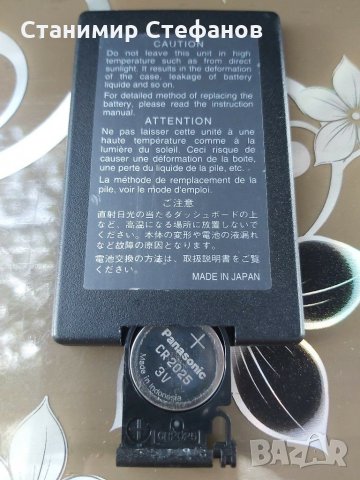 Станимир Стефанов
CAUTION
Do not leave this unit in high
temperature such as from direct
sunlight. It results in the deformation
of the case, leakage of battery
liquide and so on.
For detailed method of replacing the
battery, please read the instruction
manual.
ATTENTION
Ne pas laisser cette unité à une
haute température comme à la
lumière du soleil. Ceci risque de
causer une déformation de la boite,
une perte du liquide de la pile, etc.
La méthode de remplacement de la
pile, voir le mode d'emploi.
ご注意
直射日光の当たるダッシュボードの上
など、高温になる場所に放置しないで
ください。本体の変形や電池の液漏れ
など故障の原因となります。
電池交換の方法は、取扱説明書をご覧
ください。
MADE IN JAPAN
Panasonic
CR2025
3V
Made in Indonesia
CR2025
BAZAR